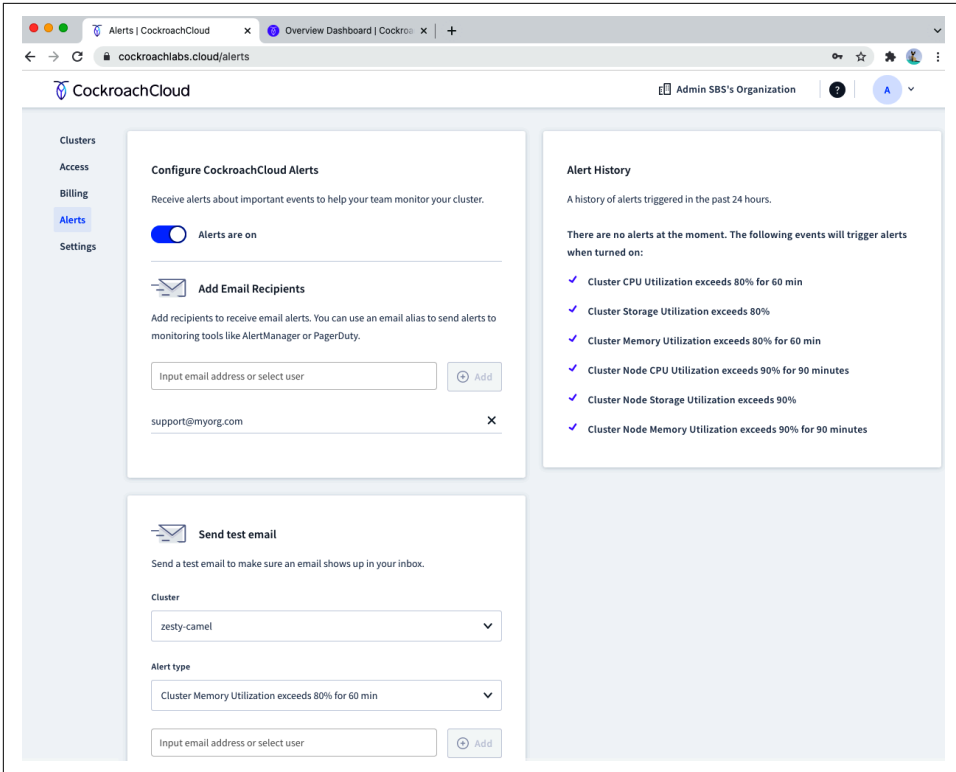 Alerts | CockroachCloud
Overview Dashboard | Cockroa
cockroachlabs.cloud/alerts
CockroachCloud
Admin SBS's Organization
?
A
Clusters
Access
Billing
Alerts
Settings
Configure CockroachCloud Alerts
Receive alerts about important events to help your team monitor your cluster.
Alerts are on
Add Email Recipients
Add recipients to receive email alerts. You can use an email alias to send alerts to
monitoring tools like AlertManager or PagerDuty.
Input email address or select user
Add
support@myorg.com
Alert History
A history of alerts triggered in the past 24 hours.
There are no alerts at the moment. The following events will trigger alerts
when turned on:
Cluster CPU Utilization exceeds 80% for 60 min
Cluster Storage Utilization exceeds 80%
Cluster Memory Utilization exceeds 80% for 60 min
Cluster Node CPU Utilization exceeds 90% for 90 minutes
Cluster Node Storage Utilization exceeds 90%
Cluster Node Memory Utilization exceeds 90% for 90 minutes
Send test email
Send a test email to make sure an email shows up in your inbox.
Cluster
zesty-camel
Alert type
Cluster Memory Utilization exceeds 80% for 60 min
Input email address or select user
Add